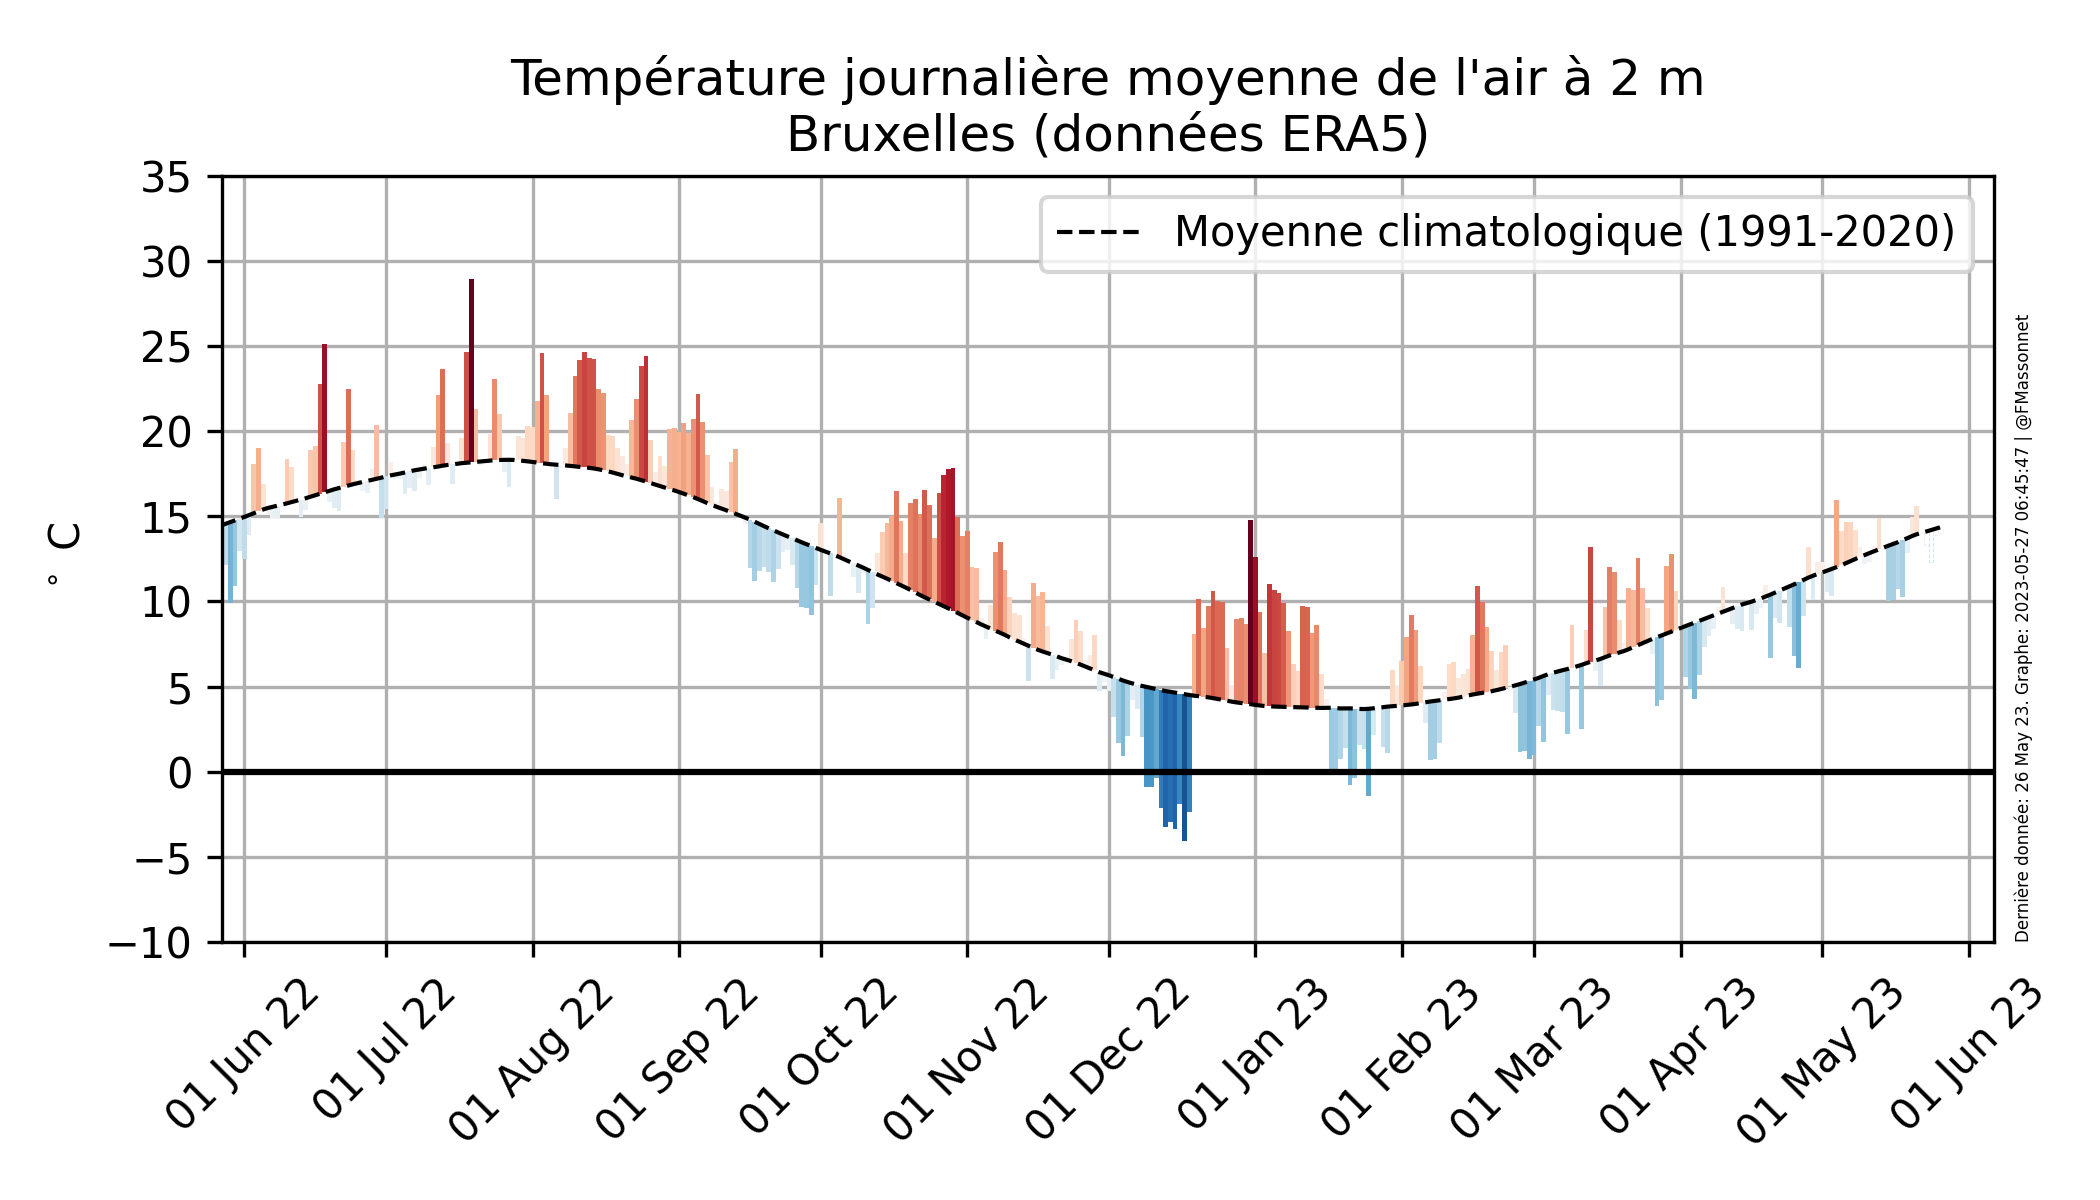 Température journalière moyenne de l'air à 2 m
Bruxelles (données ERA5)
Moyenne climatologique (1991-2020)
35
30
25
20
15
10
5
0
−5
−10
° C
01 Jun 22
01 Jul 22
01 Aug 22
01 Sep 22
01 Oct 22
01 Nov 22
01 Dec 22
01 Jan 23
01 Feb 23
01 Mar 23
01 Apr 23
01 May 23
01 Jun 23
Dernière donnée: 26 May 23. Graphe: 2023-05-27 06:45:47 | @FMassonnet